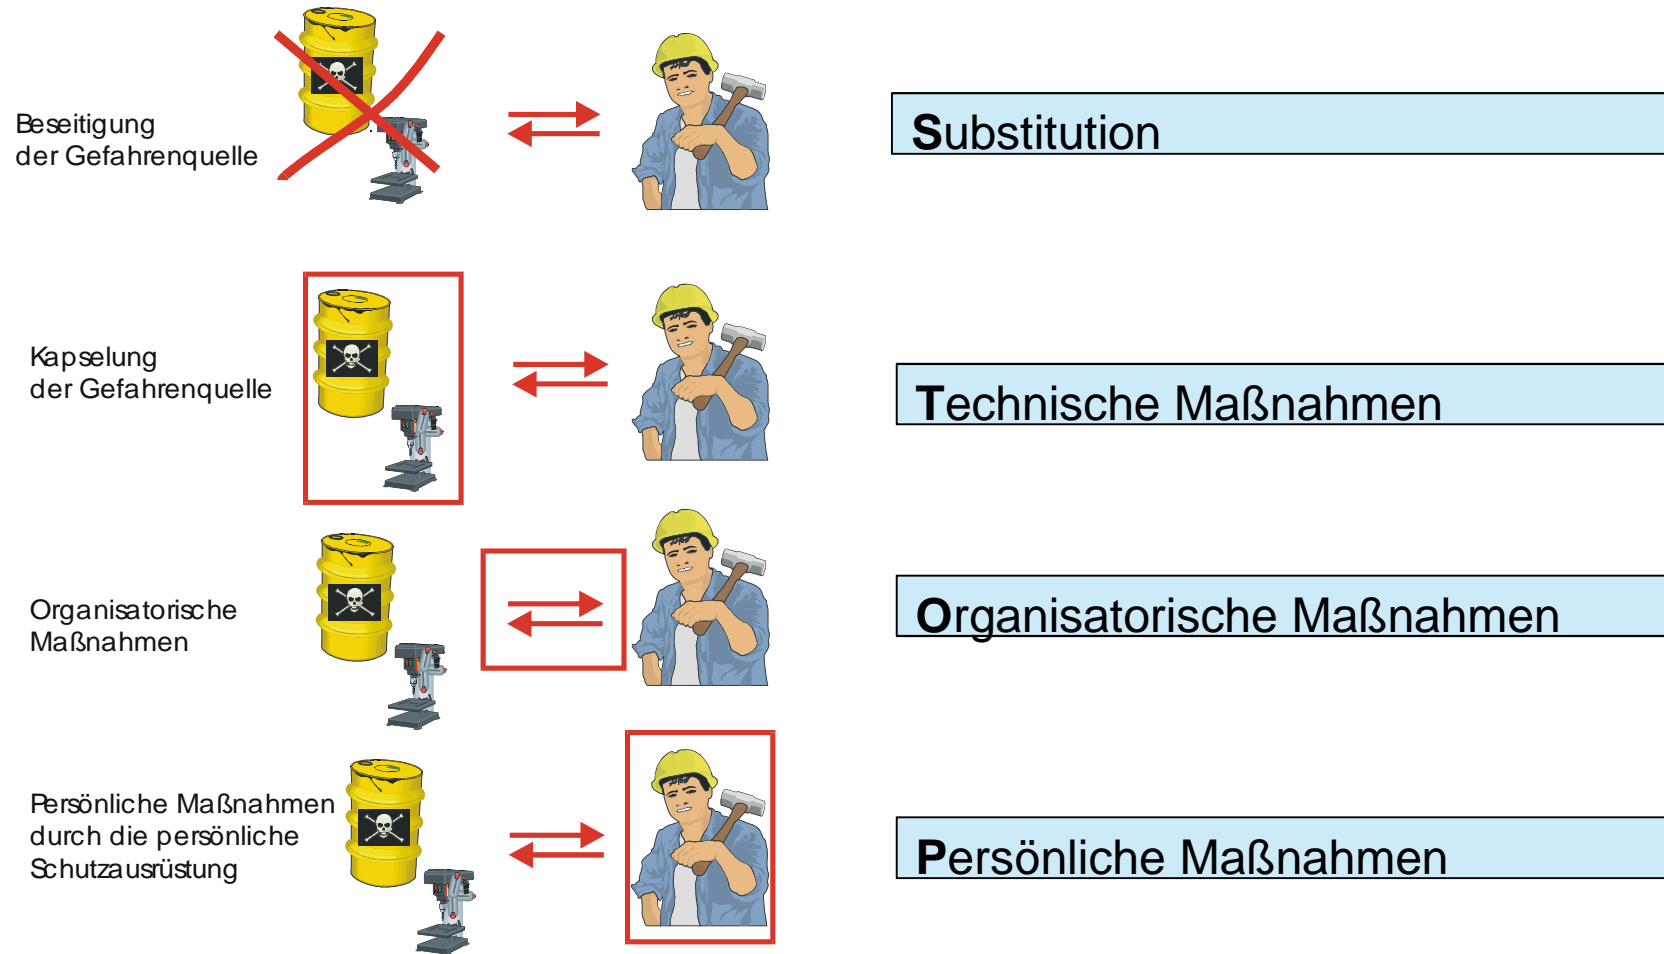 Beseitigung
der Gefahrenquelle
Substitution
Kapselung
der Gefahrenquelle
Technische Maßnahmen
Organisatorische
Maßnahmen
Organisatorische Maßnahmen
Persönliche Maßnahmen
durch die persönliche
Schutzausrüstung
Persönliche Maßnahmen